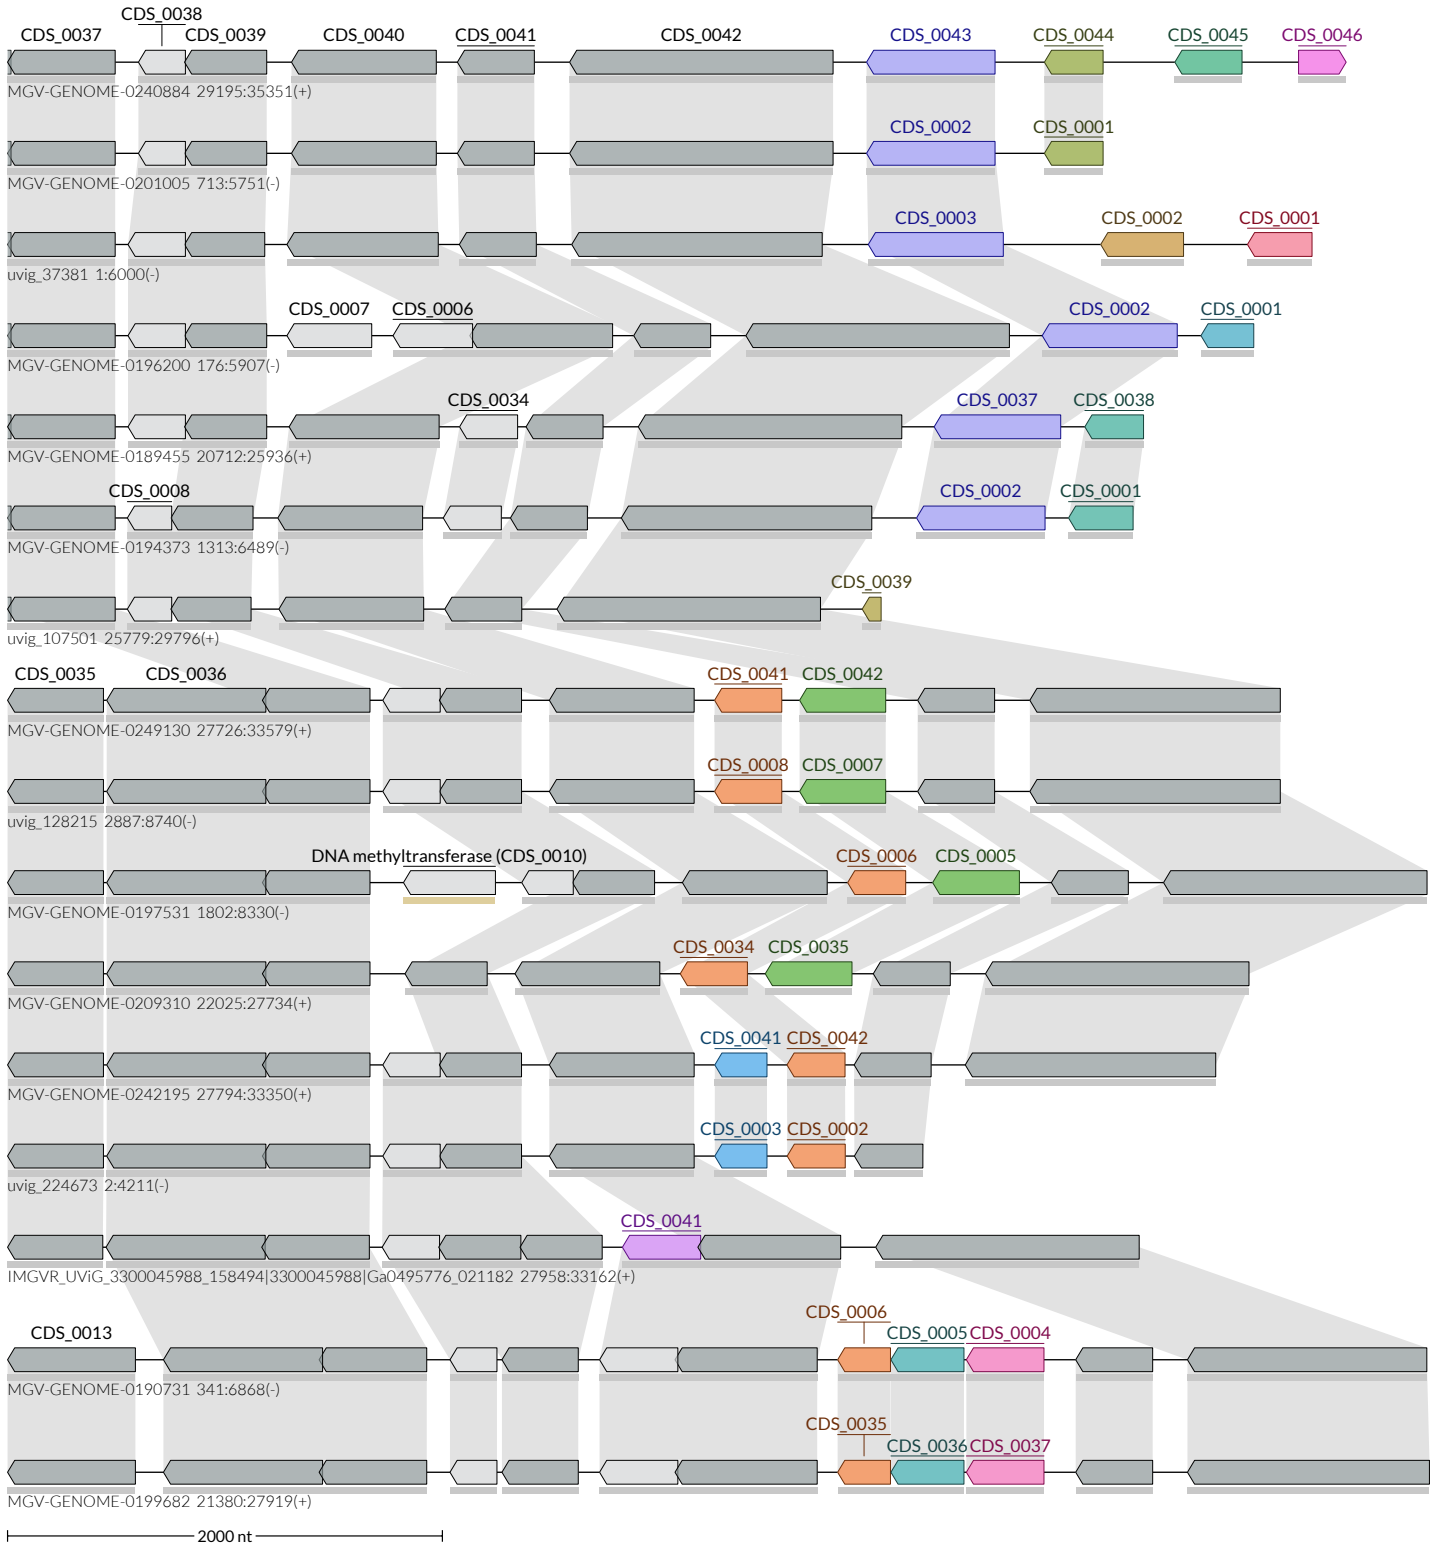 CDS_0038
CDS_0037 CDS_0039 CDS_0040 CDS_0041 CDS_0042 CDS_0043 CDS_0044 CDS_0045 CDS_0046
MGV-GENOME-0240884 29195:35351(+)
CDS_0002 CDS_0001
MGV-GENOME-0201005 713:5751(-)
CDS_0003 CDS_0002 CDS_0001
uvig_37381 1:6000(-)
CDS_0007 CDS_0006 CDS_0002 CDS_0001
MGV-GENOME-0196200 176:5907(-)
CDS_0034 CDS_0037 CDS_0038
MGV-GENOME-0189455 20712:25936(+)
CDS_0008 CDS_0002 CDS_0001
MGV-GENOME-0194373 1313:6489(-)
CDS_0039
uvig_107501 25779:29796(+)
CDS_0035 CDS_0036 CDS_0041 CDS_0042
MGV-GENOME-0249130 27726:33579(+)
CDS_0008 CDS_0007
uvig_128215 2887:8740(-)
DNA methyltransferase (CDS_0010) CDS_0006 CDS_0005
MGV-GENOME-0197531 1802:8330(-)
CDS_0034 CDS_0035
MGV-GENOME-0209310 22025:27734(+)
CDS_0041 CDS_0042
MGV-GENOME-0242195 27794:33350(+)
CDS_0003 CDS_0002
uvig_224673 2:4211(-)
CDS_0041
IMGVR_UViG_3300045988_158494|3300045988|Ga0495776_021182 27958:33162(+)
CDS_0006
CDS_0013 CDS_0005 CDS_0004
MGV-GENOME-0190731 341:6868(-)
CDS_0035
CDS_0036 CDS_0037
MGV-GENOME-0199682 21380:27919(+)
2000 nt